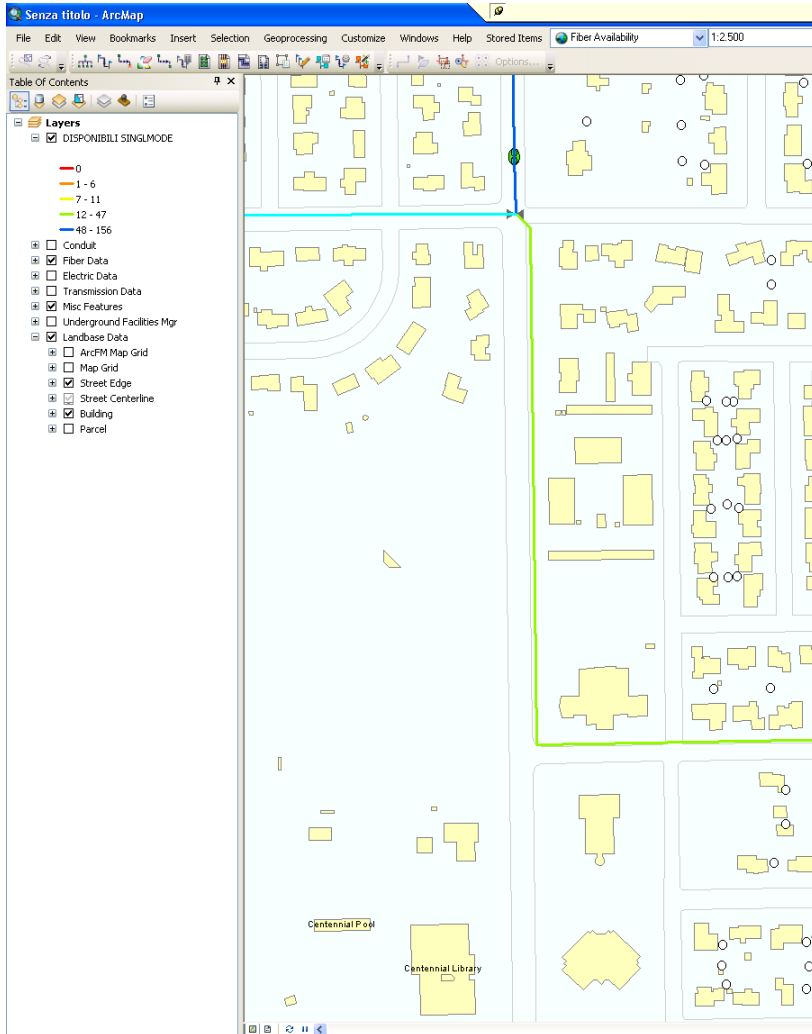 Senza titolo - ArcMap
File Edit View Bookmarks Insert Selection Geoprocessing Customize Windows Help Stored Items Fiber Availability 1:2.500
Options...
Table Of Contents
Layers
DISPONIBILI SINGLMODE
0
1 - 6
7 - 11
12 - 47
48 - 156
Conduit
Fiber Data
Electric Data
Transmission Data
Misc Features
Underground Facilities Mgr
Landbase Data
ArcFM Map Grid
Map Grid
Street Edge
Street Centerline
Building
Parcel
Centennial Pool
Centennial Library